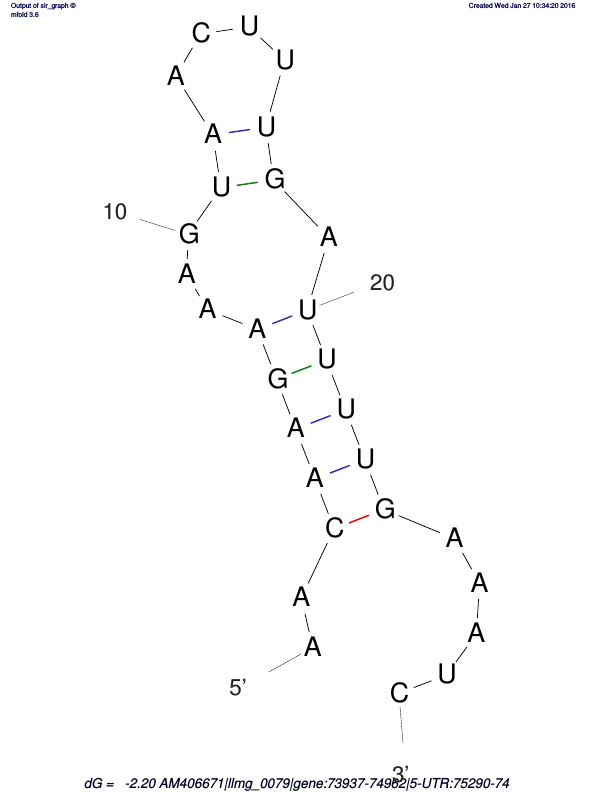 Output of sir_graph ©
mfold 3.6
Created Wed Jan 27 10:34:20 2016
C U
A U
A U
U G
10
G A
A
20
A U
A
U
G U
A U
A U
C G
A
A
A
A
A
U
5’
C
3’
dG = -2.20 AM406671|llmg_0079|gene:73937-74962|5-UTR:75290-74